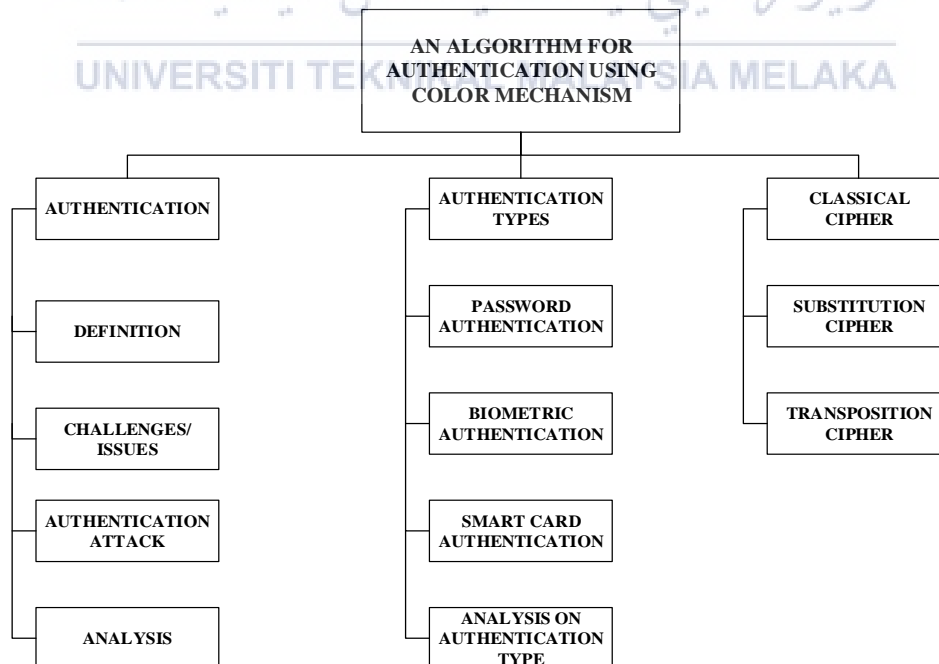 UNIVERSITI TEKNIKAL MALAYSIA MELAKA
AN ALGORITHM FOR
AUTHENTICATION USING
COLOR MECHANISM
AUTHENTICATION
DEFINITION
CHALLENGES/
ISSUES
AUTHENTICATION
ATTACK
ANALYSIS
AUTHENTICATION
TYPES
PASSWORD
AUTHENTICATION
BIOMETRIC
AUTHENTICATION
SMART CARD
AUTHENTICATION
ANALYSIS ON
AUTHENTICATION
TYPE
CLASSICAL
CIPHER
SUBSTITUTION
CIPHER
TRANSPOSITION
CIPHER